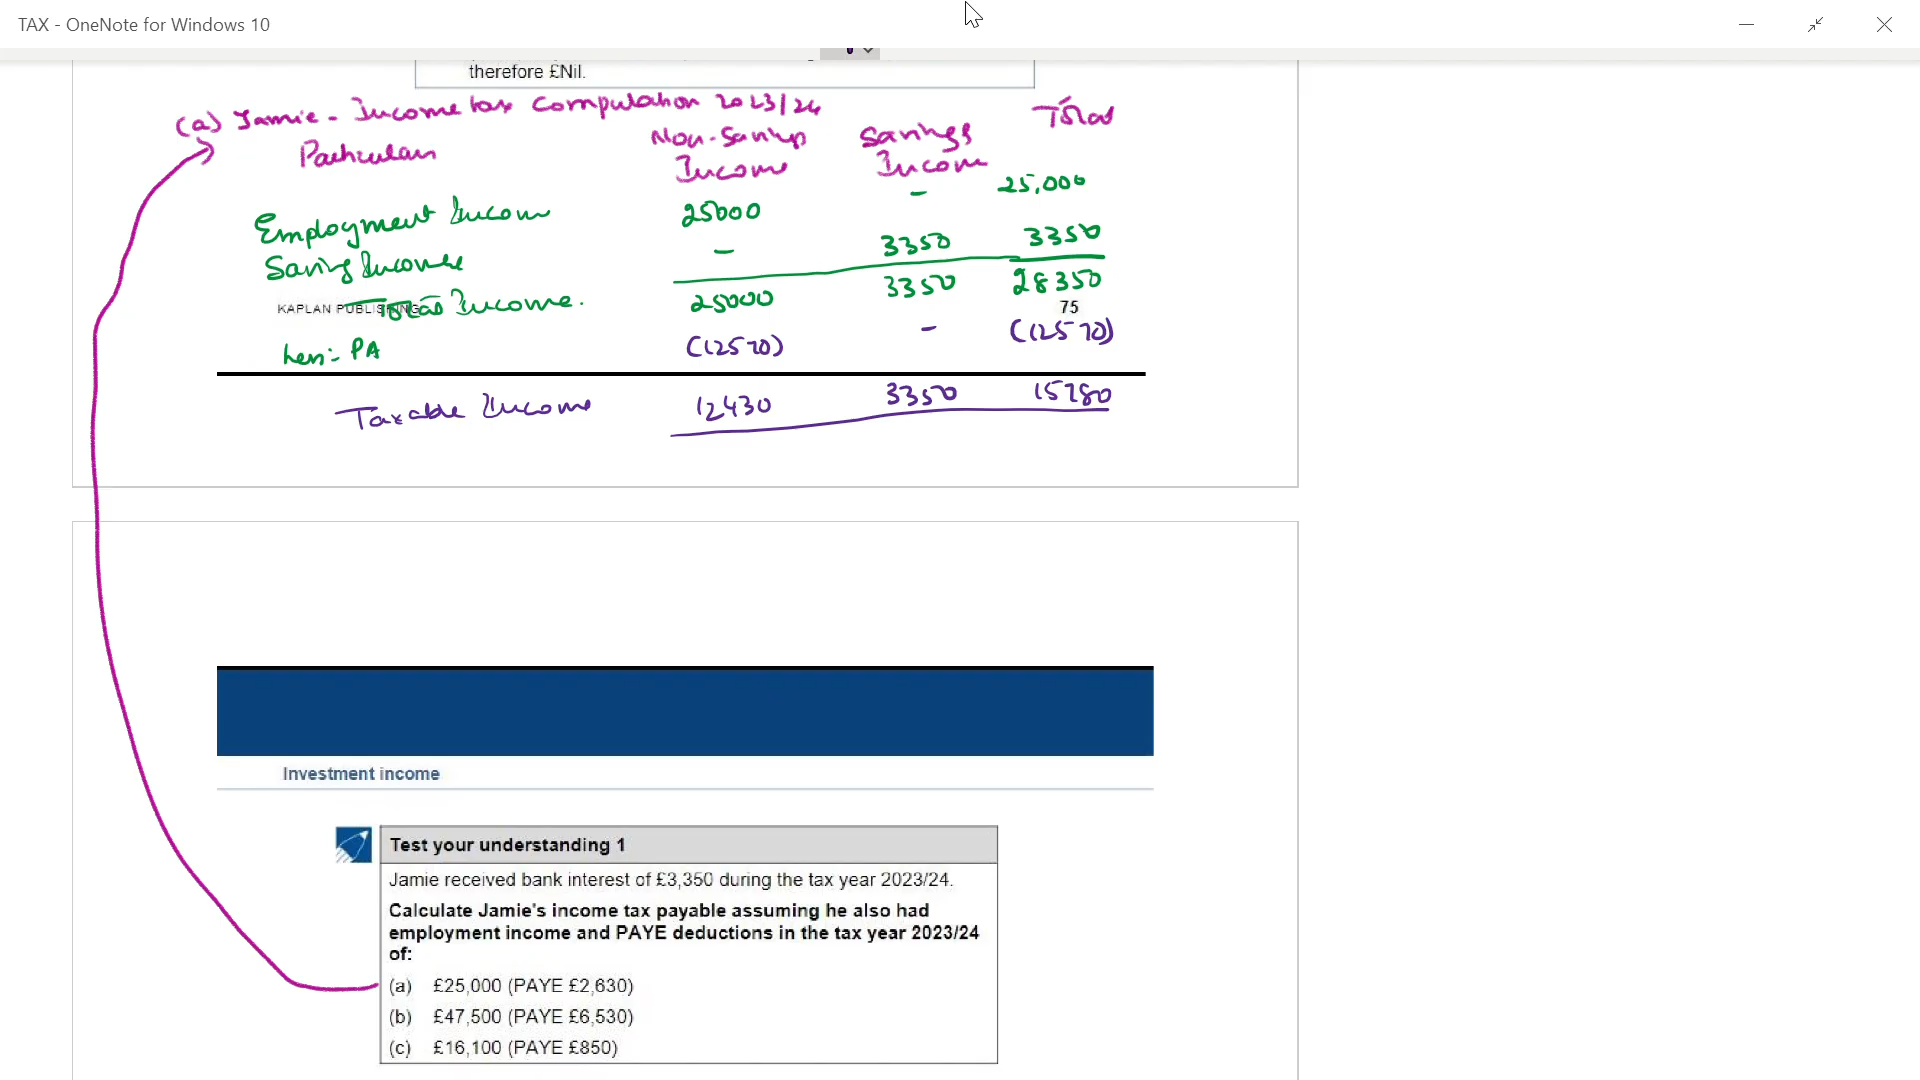 TAX - OneNote for Windows 10
therefore £Nil.
(a) Jamie - Income tax Computation 2023/24
Particulars Non-Savings Income Savings Income Total
Employment Income 25000 - 25,000
Saving Income - 3350 3350
Total Income. 25000 3350 28350
KAPLAN PUBLISHING 75
Less:- PA (12570) - (12570)
Taxable Income 12430 3350 15780
Investment income
Test your understanding 1
Jamie received bank interest of £3,350 during the tax year 2023/24.
Calculate Jamie's income tax payable assuming he also had
employment income and PAYE deductions in the tax year 2023/24
of:
(a) £25,000 (PAYE £2,630)
(b) £47,500 (PAYE £6,530)
(c) £16,100 (PAYE £850)